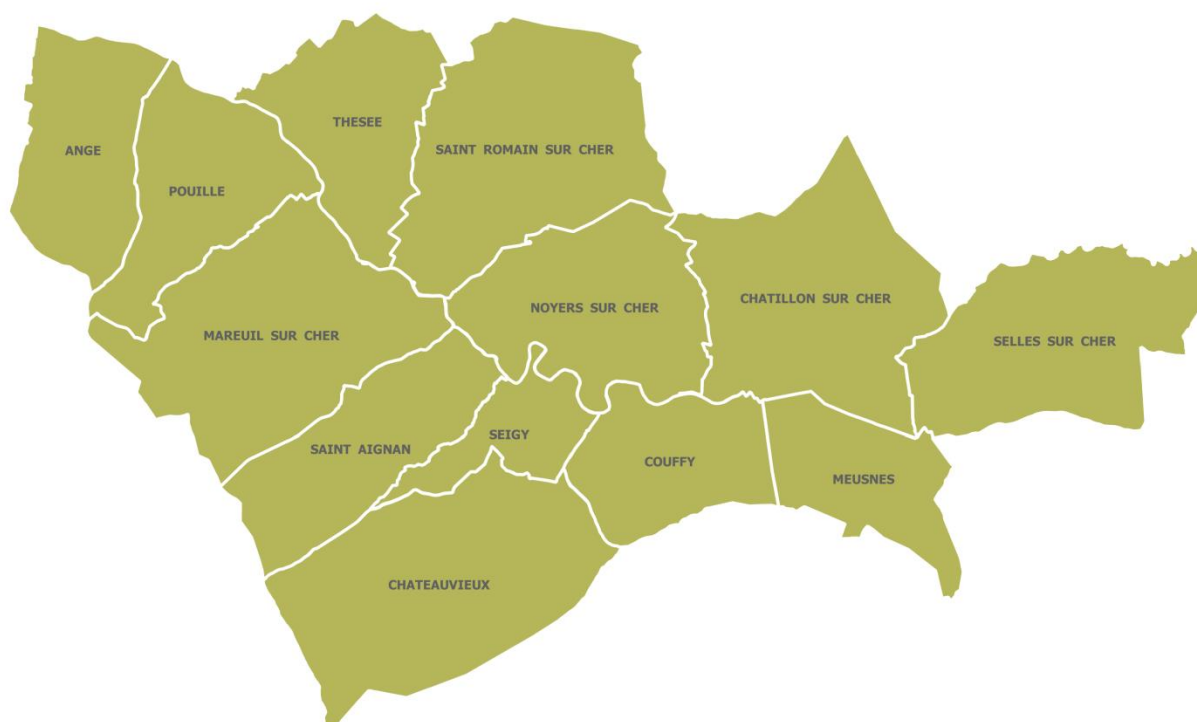 THESEE
ANGE
SAINT ROMAIN SUR CHER
POUILLE
CHATILLON SUR CHER
NOYERS SUR CHER
MAREUIL SUR CHER
SELLES SUR CHER
SEIGY
SAINT AIGNAN
COUFFY
MEUSNES
CHATEAUVIEUX